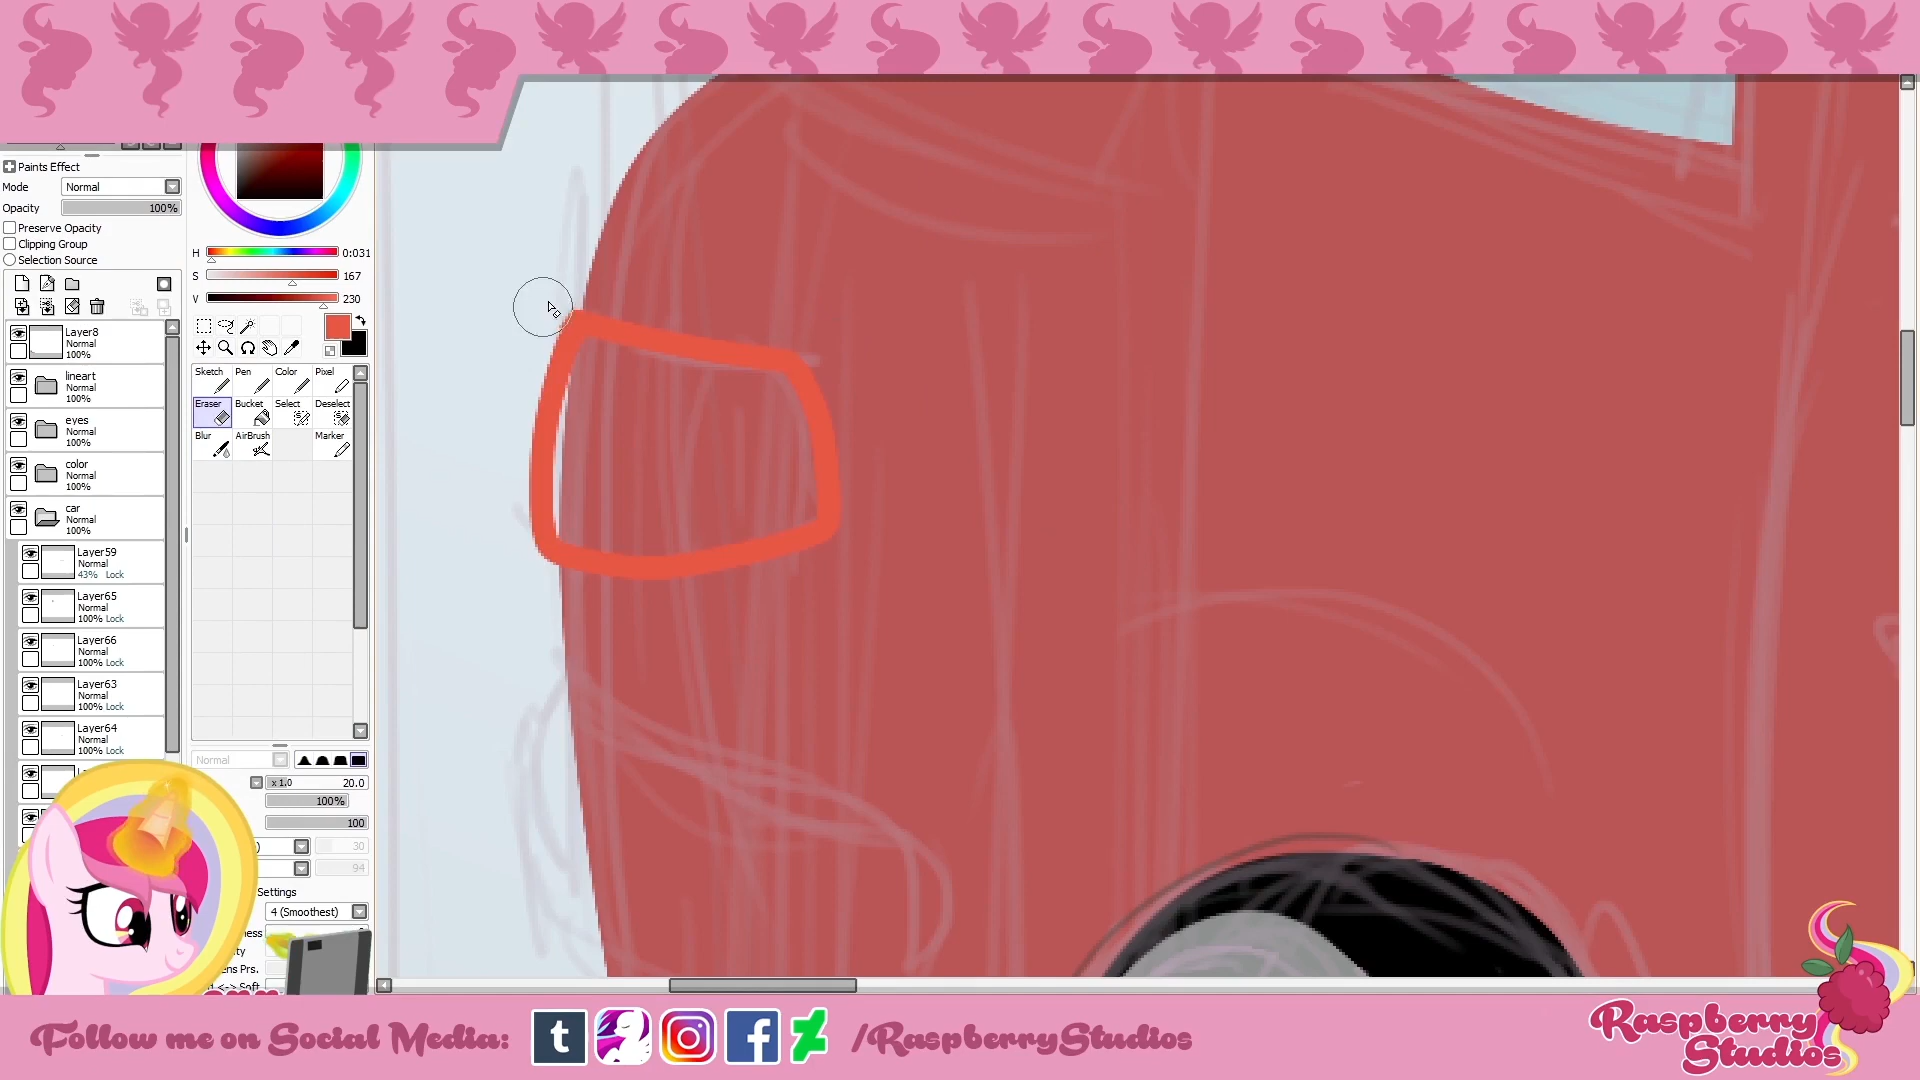 Paints Effect
Mode Normal
Opacity 100%
Preserve Opacity
Clipping Group
Selection Source
H 0:031
S 167
V 230
Layer8
Normal
100%
lineart
Normal
100%
eyes
Normal
100%
color
Normal
100%
car
Normal
100%
Layer59
Normal
43% Lock
Layer65
Normal
100% Lock
Layer66
Normal
100% Lock
Layer63
Normal
100% Lock
Layer64
Normal
100% Lock
Sketch Pen Color Pixel
Eraser Bucket Select Deselect
Blur AirBrush Marker
Normal
x 1.0 20.0
100%
100
30
94
Settings
4 (Smoothest)
Follow me on Social Media:
t
f
/RaspberryStudios
Raspberry
Studios